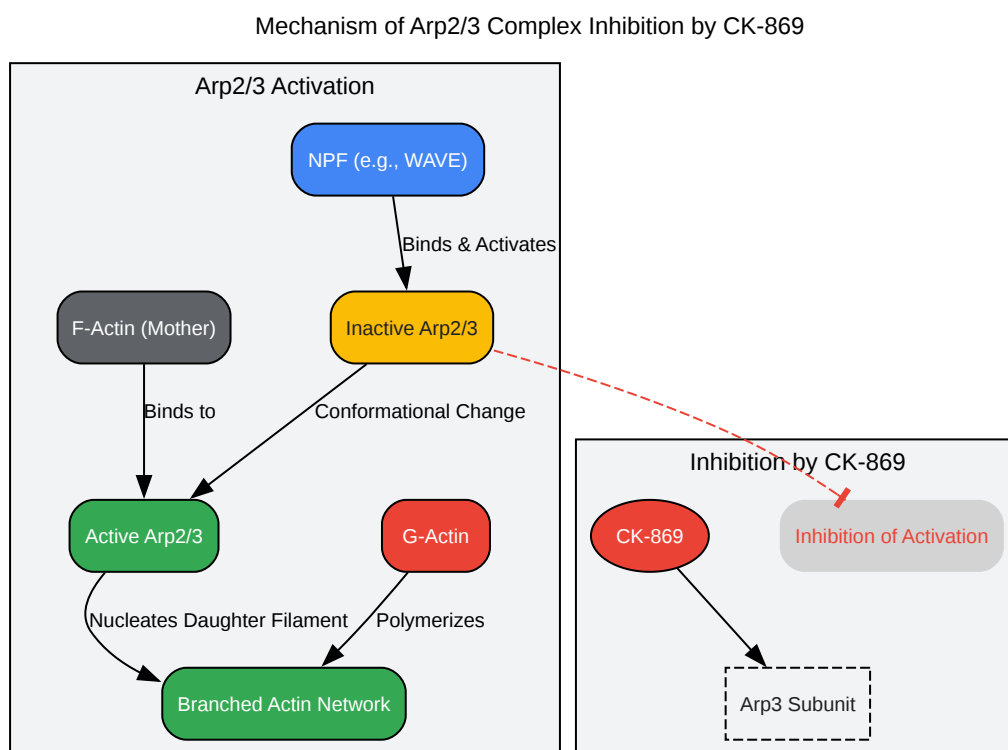 Mechanism of Arp2/3 Complex Inhibition by CK-869
Arp2/3 Activation
NPF (e.g., WAVE)
Binds & Activates
F-Actin (Mother)
Inactive Arp2/3
Binds to
Conformational Change
Inhibition by CK-869
Active Arp2/3
G-Actin
CK-869
Inhibition of Activation
Nucleates Daughter Filament
Polymerizes
Branched Actin Network
Arp3 Subunit